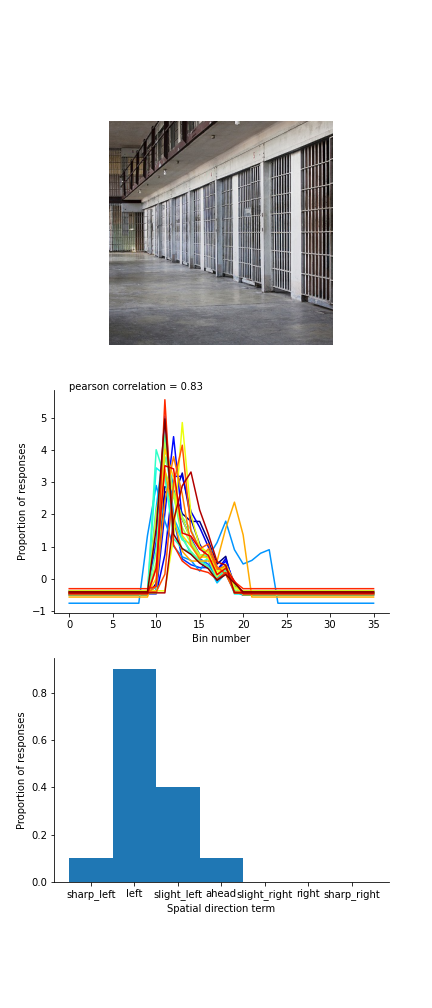 pearson correlation = 0.83
5
4
3
2
1
0
−1
0 5 10 15 20 25 30 35
Proportion of responses
Bin number
0.8
0.6
0.4
0.2
0.0
Proportion of responses
sharp_left left slight_left ahead slight_right right sharp_right
Spatial direction term